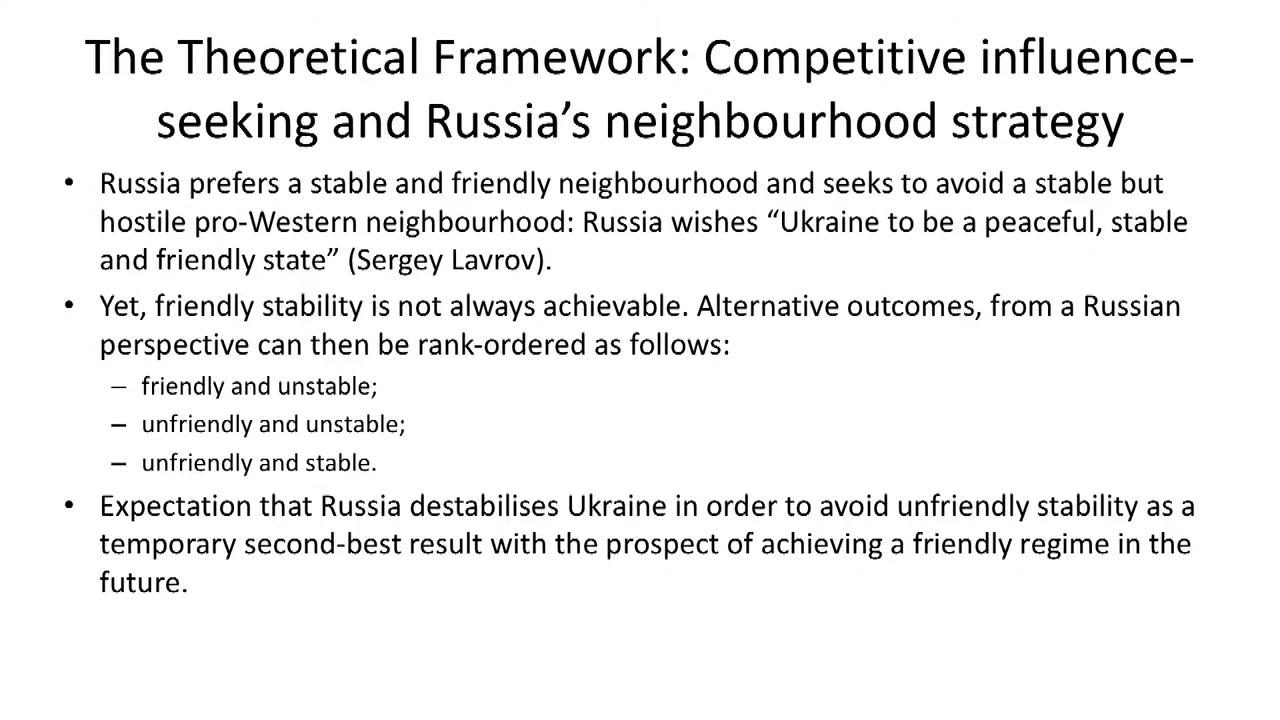 The Theoretical Framework: Competitive influence-
seeking and Russia’s neighbourhood strategy
• Russia prefers a stable and friendly neighbourhood and seeks to avoid a stable but
hostile pro-Western neighbourhood: Russia wishes “Ukraine to be a peaceful, stable
and friendly state” (Sergey Lavrov).
• Yet, friendly stability is not always achievable. Alternative outcomes, from a Russian
perspective can then be rank-ordered as follows:
– friendly and unstable;
– unfriendly and unstable;
– unfriendly and stable.
• Expectation that Russia destabilises Ukraine in order to avoid unfriendly stability as a
temporary second-best result with the prospect of achieving a friendly regime in the
future.